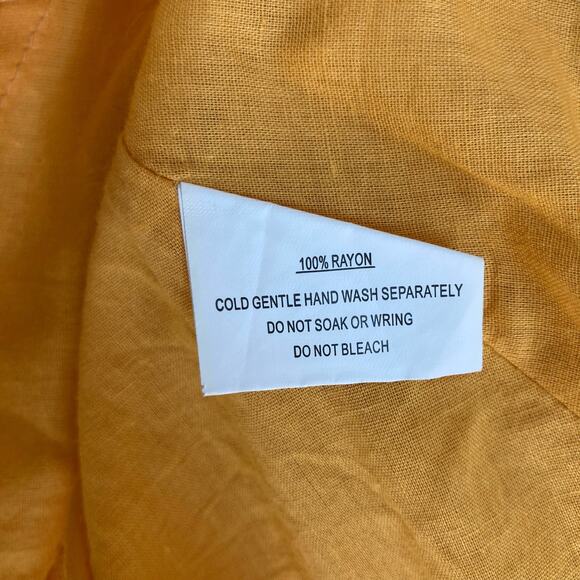 100% RAYON
COLD GENTLE HAND WASH SEPARATELY
DO NOT SOAK OR WRING
DO NOT BLEACH